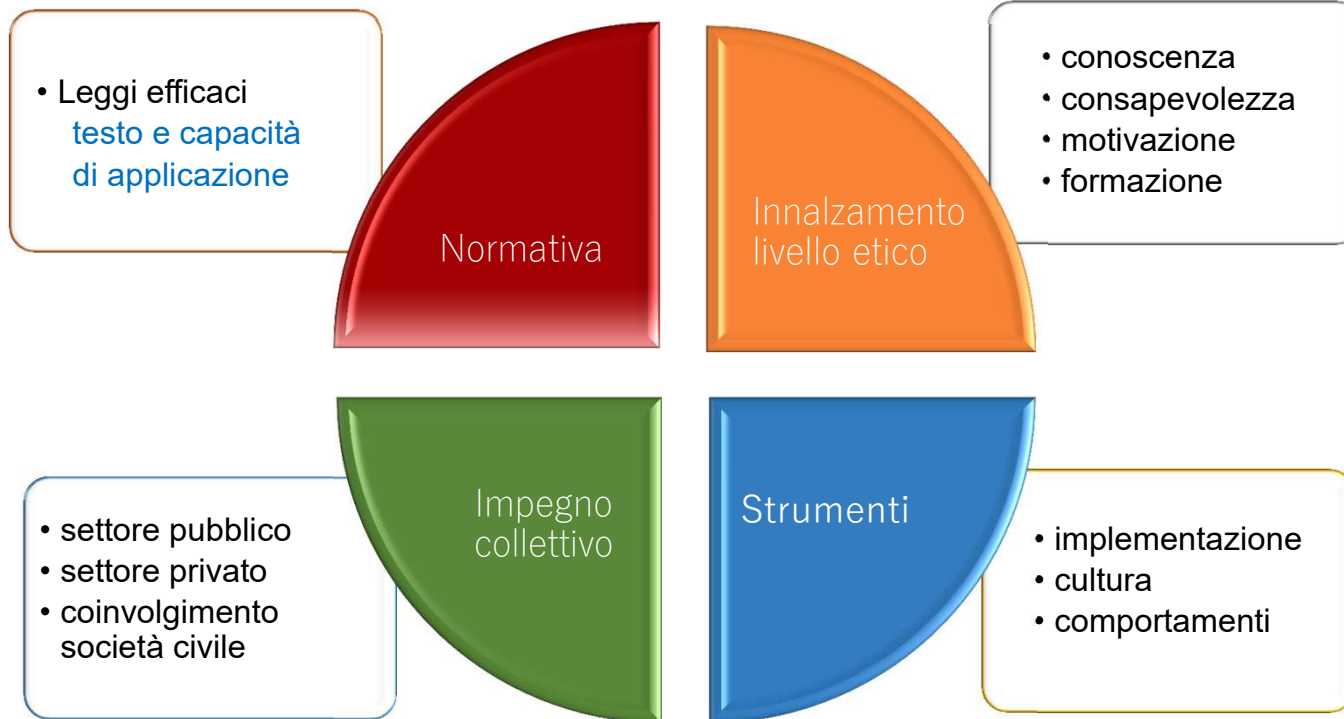 • Leggi efficaci
testo e capacità
di applicazione
Normativa
Innalzamento
livello etico
• conoscenza
• consapevolezza
• motivazione
• formazione
• settore pubblico
• settore privato
• coinvolgimento
società civile
Impegno
collettivo
Strumenti
• implementazione
• cultura
• comportamenti